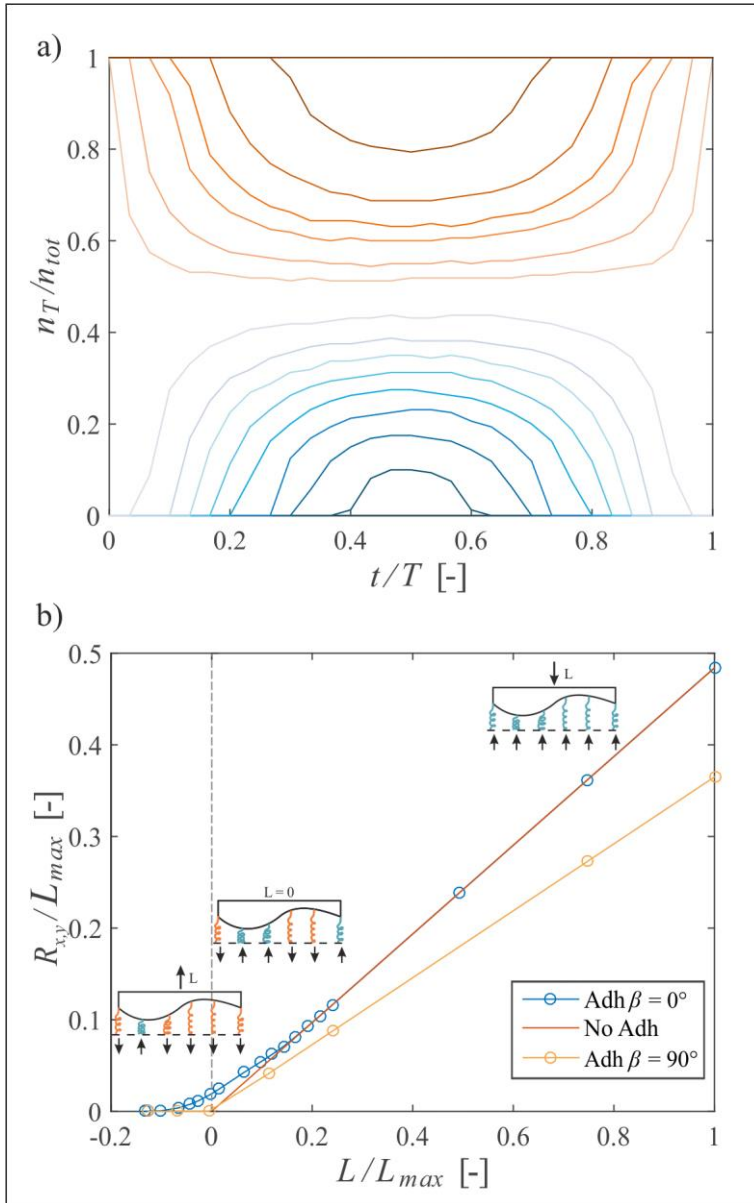 a)
1
0.8
0.6
0.4
0.2
0
n_T/n_tot
0 0.2 0.4 0.6 0.8 1
t/T [-]
b)
0.5
0.4
0.3
0.2
0.1
0
R_x,y/L_max [-]
L
L = 0
L
Adh β = 0°
No Adh
Adh β = 90°
-0.2 0 0.2 0.4 0.6 0.8 1
L/L_max [-]